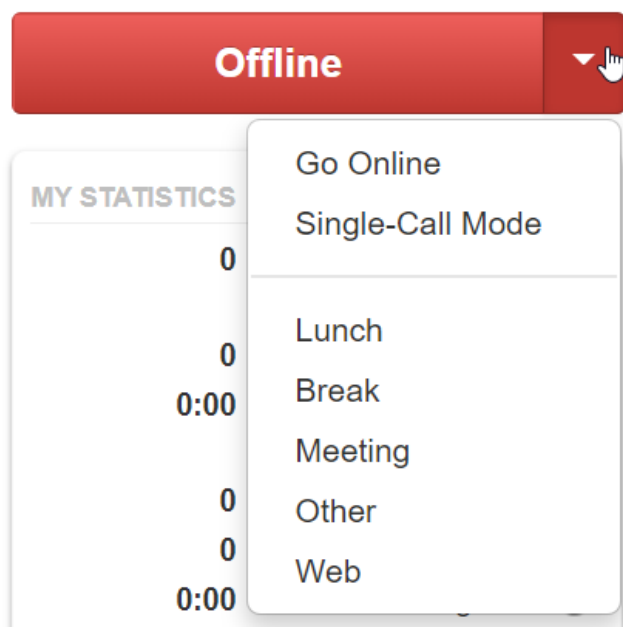 Offline
Go Online
Single-Call Mode
Lunch
Break
Meeting
Other
Web
MY STATISTICS
0
0
0:00
0
0
0:00